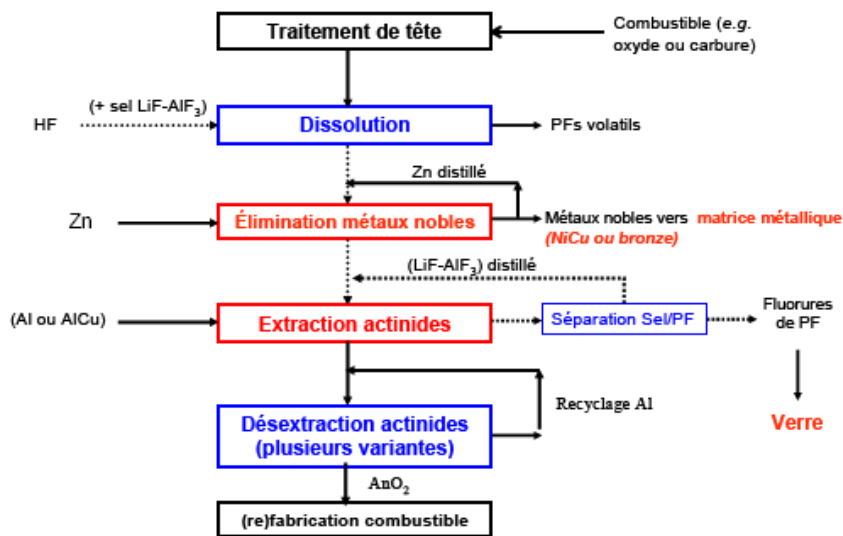 Traitement de tête
Combustible (e.g.
oxyde ou carbure)
(+ sel LiF-AlF₃)
HF
Dissolution
PFs volatils
Zn distillé
Zn
Élimination métaux nobles
Métaux nobles vers matrice métallique
(NiCu ou bronze)
(LiF-AlF₃) distillé
(Al ou AlCu)
Extraction actinides
Séparation Sel/PF
Fluorures
de PF
Recyclage Al
Désextraction actinides
(plusieurs variantes)
Verre
AnO₂
(re)fabrication combustible